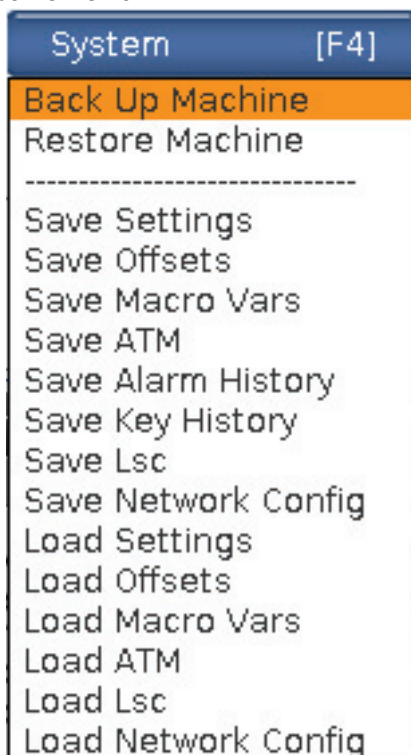 System [F4]
Back Up Machine
Restore Machine
-------------------------------
Save Settings
Save Offsets
Save Macro Vars
Save ATM
Save Alarm History
Save Key History
Save Lsc
Save Network Config
Load Settings
Load Offsets
Load Macro Vars
Load ATM
Load Lsc
Load Network Config